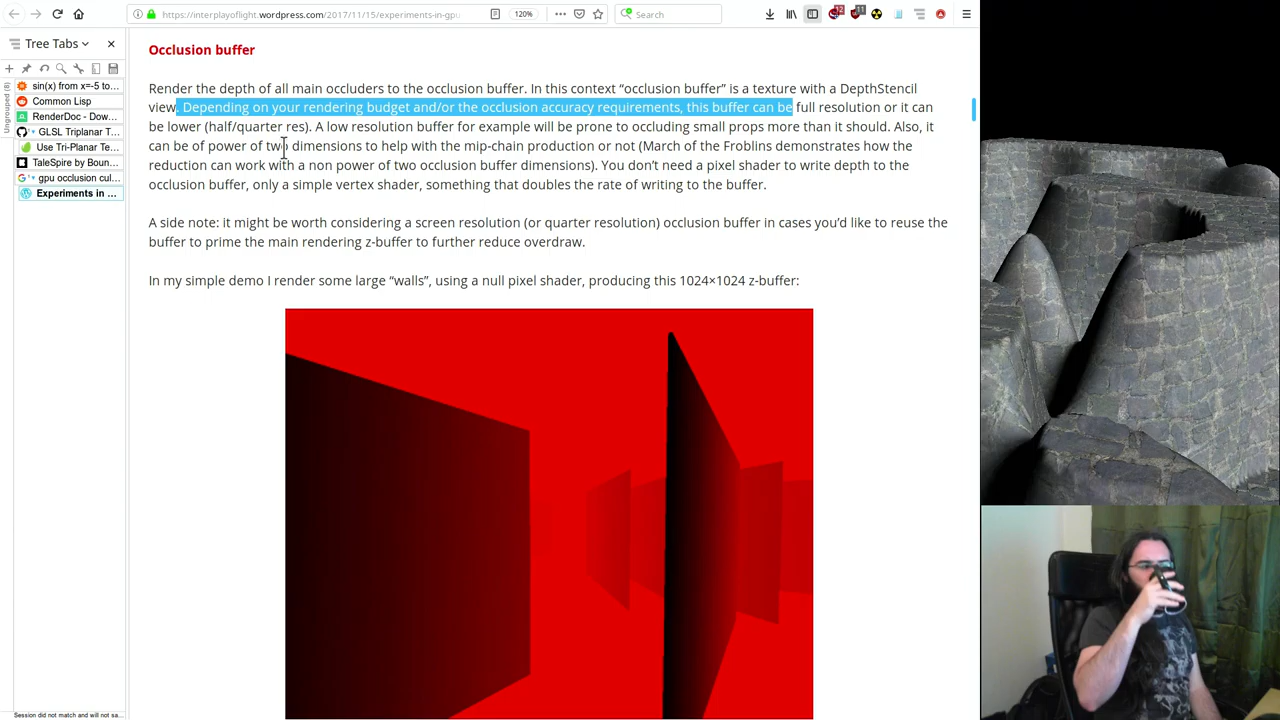 https://interplayoflight.wordpress.com/2017/11/15/experiments-in-gpu
120%
Search
12
11
Tree Tabs
Ungrouped (8)
sin(x) from x=-5 to...
Common Lisp
RenderDoc - Dow...
GLSL Triplanar T...
Use Tri-Planar Te...
TaleSpire by Boun...
gpu occlusion cul...
Experiments in ...
Session did not match and will not sa...
Occlusion buffer
Render the depth of all main occluders to the occlusion buffer. In this context “occlusion buffer” is a texture with a DepthStencil
view. Depending on your rendering budget and/or the occlusion accuracy requirements, this buffer can be full resolution or it can
be lower (half/quarter res). A low resolution buffer for example will be prone to occluding small props more than it should. Also, it
can be of power of two dimensions to help with the mip-chain production or not (March of the Froblins demonstrates how the
reduction can work with a non power of two occlusion buffer dimensions). You don’t need a pixel shader to write depth to the
occlusion buffer, only a simple vertex shader, something that doubles the rate of writing to the buffer.
A side note: it might be worth considering a screen resolution (or quarter resolution) occlusion buffer in cases you’d like to reuse the
buffer to prime the main rendering z-buffer to further reduce overdraw.
In my simple demo I render some large “walls”, using a null pixel shader, producing this 1024×1024 z-buffer: